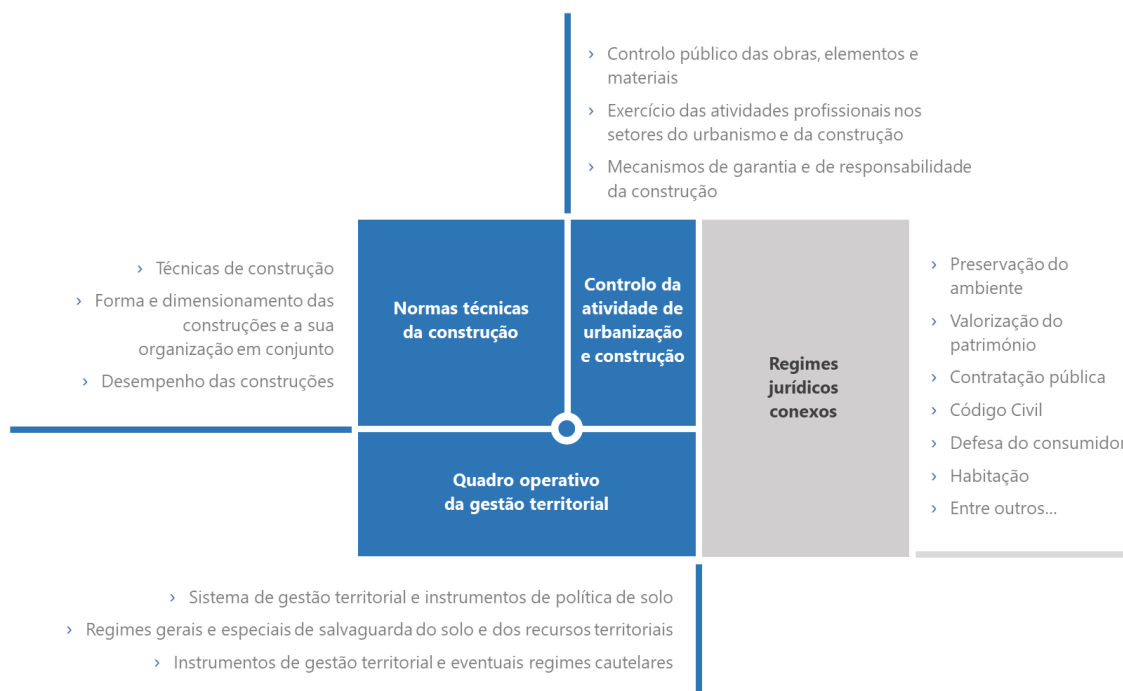 Controlo público das obras, elementos e
materiais
Exercício das atividades profissionais nos
setores do urbanismo e da construção
Mecanismos de garantia e de responsabilidade
da construção
Técnicas de construção
Forma e dimensionamento das
construções e a sua
organização em conjunto
Desempenho das construções
Normas técnicas
da construção
Controlo da
atividade de
urbanização
e construção
Regimes
jurídicos
conexos
Preservação do
ambiente
Valorização do
património
Contratação pública
Código Civil
Defesa do consumidor
Habitação
Entre outros...
Quadro operativo
da gestão territorial
Sistema de gestão territorial e instrumentos de política de solo
Regimes gerais e especiais de salvaguarda do solo e dos recursos territoriais
Instrumentos de gestão territorial e eventuais regimes cautelares